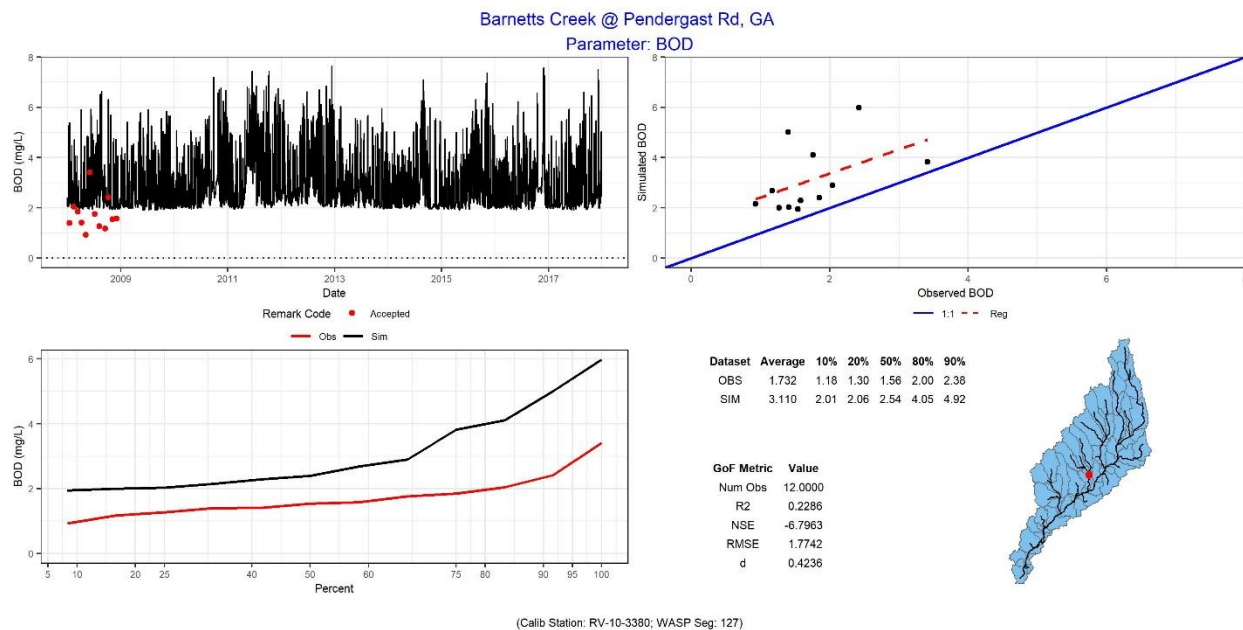 Barnetts Creek @ Pendergast Rd, GA
Parameter: BOD
8
6
4
2
0
BOD (mg/L)
2009
2011
2013
2015
2017
Date
Remark Code Accepted
8
6
4
2
0
Simulated BOD
0
2
4
6
Observed BOD
1:1 Reg
Obs Sim
6
4
2
0
BOD (mg/L)
5
10
20
25
40
50
60
75
80
90
95
100
Percent
Dataset Average 10% 20% 50% 80% 90%
OBS 1.732 1.18 1.30 1.56 2.00 2.38
SIM 3.110 2.01 2.06 2.54 4.05 4.92
GoF Metric Value
Num Obs 12.0000
R2 0.2286
NSE -6.7963
RMSE 1.7742
d 0.4236
(Calib Station: RV-10-3380; WASP Seg: 127)